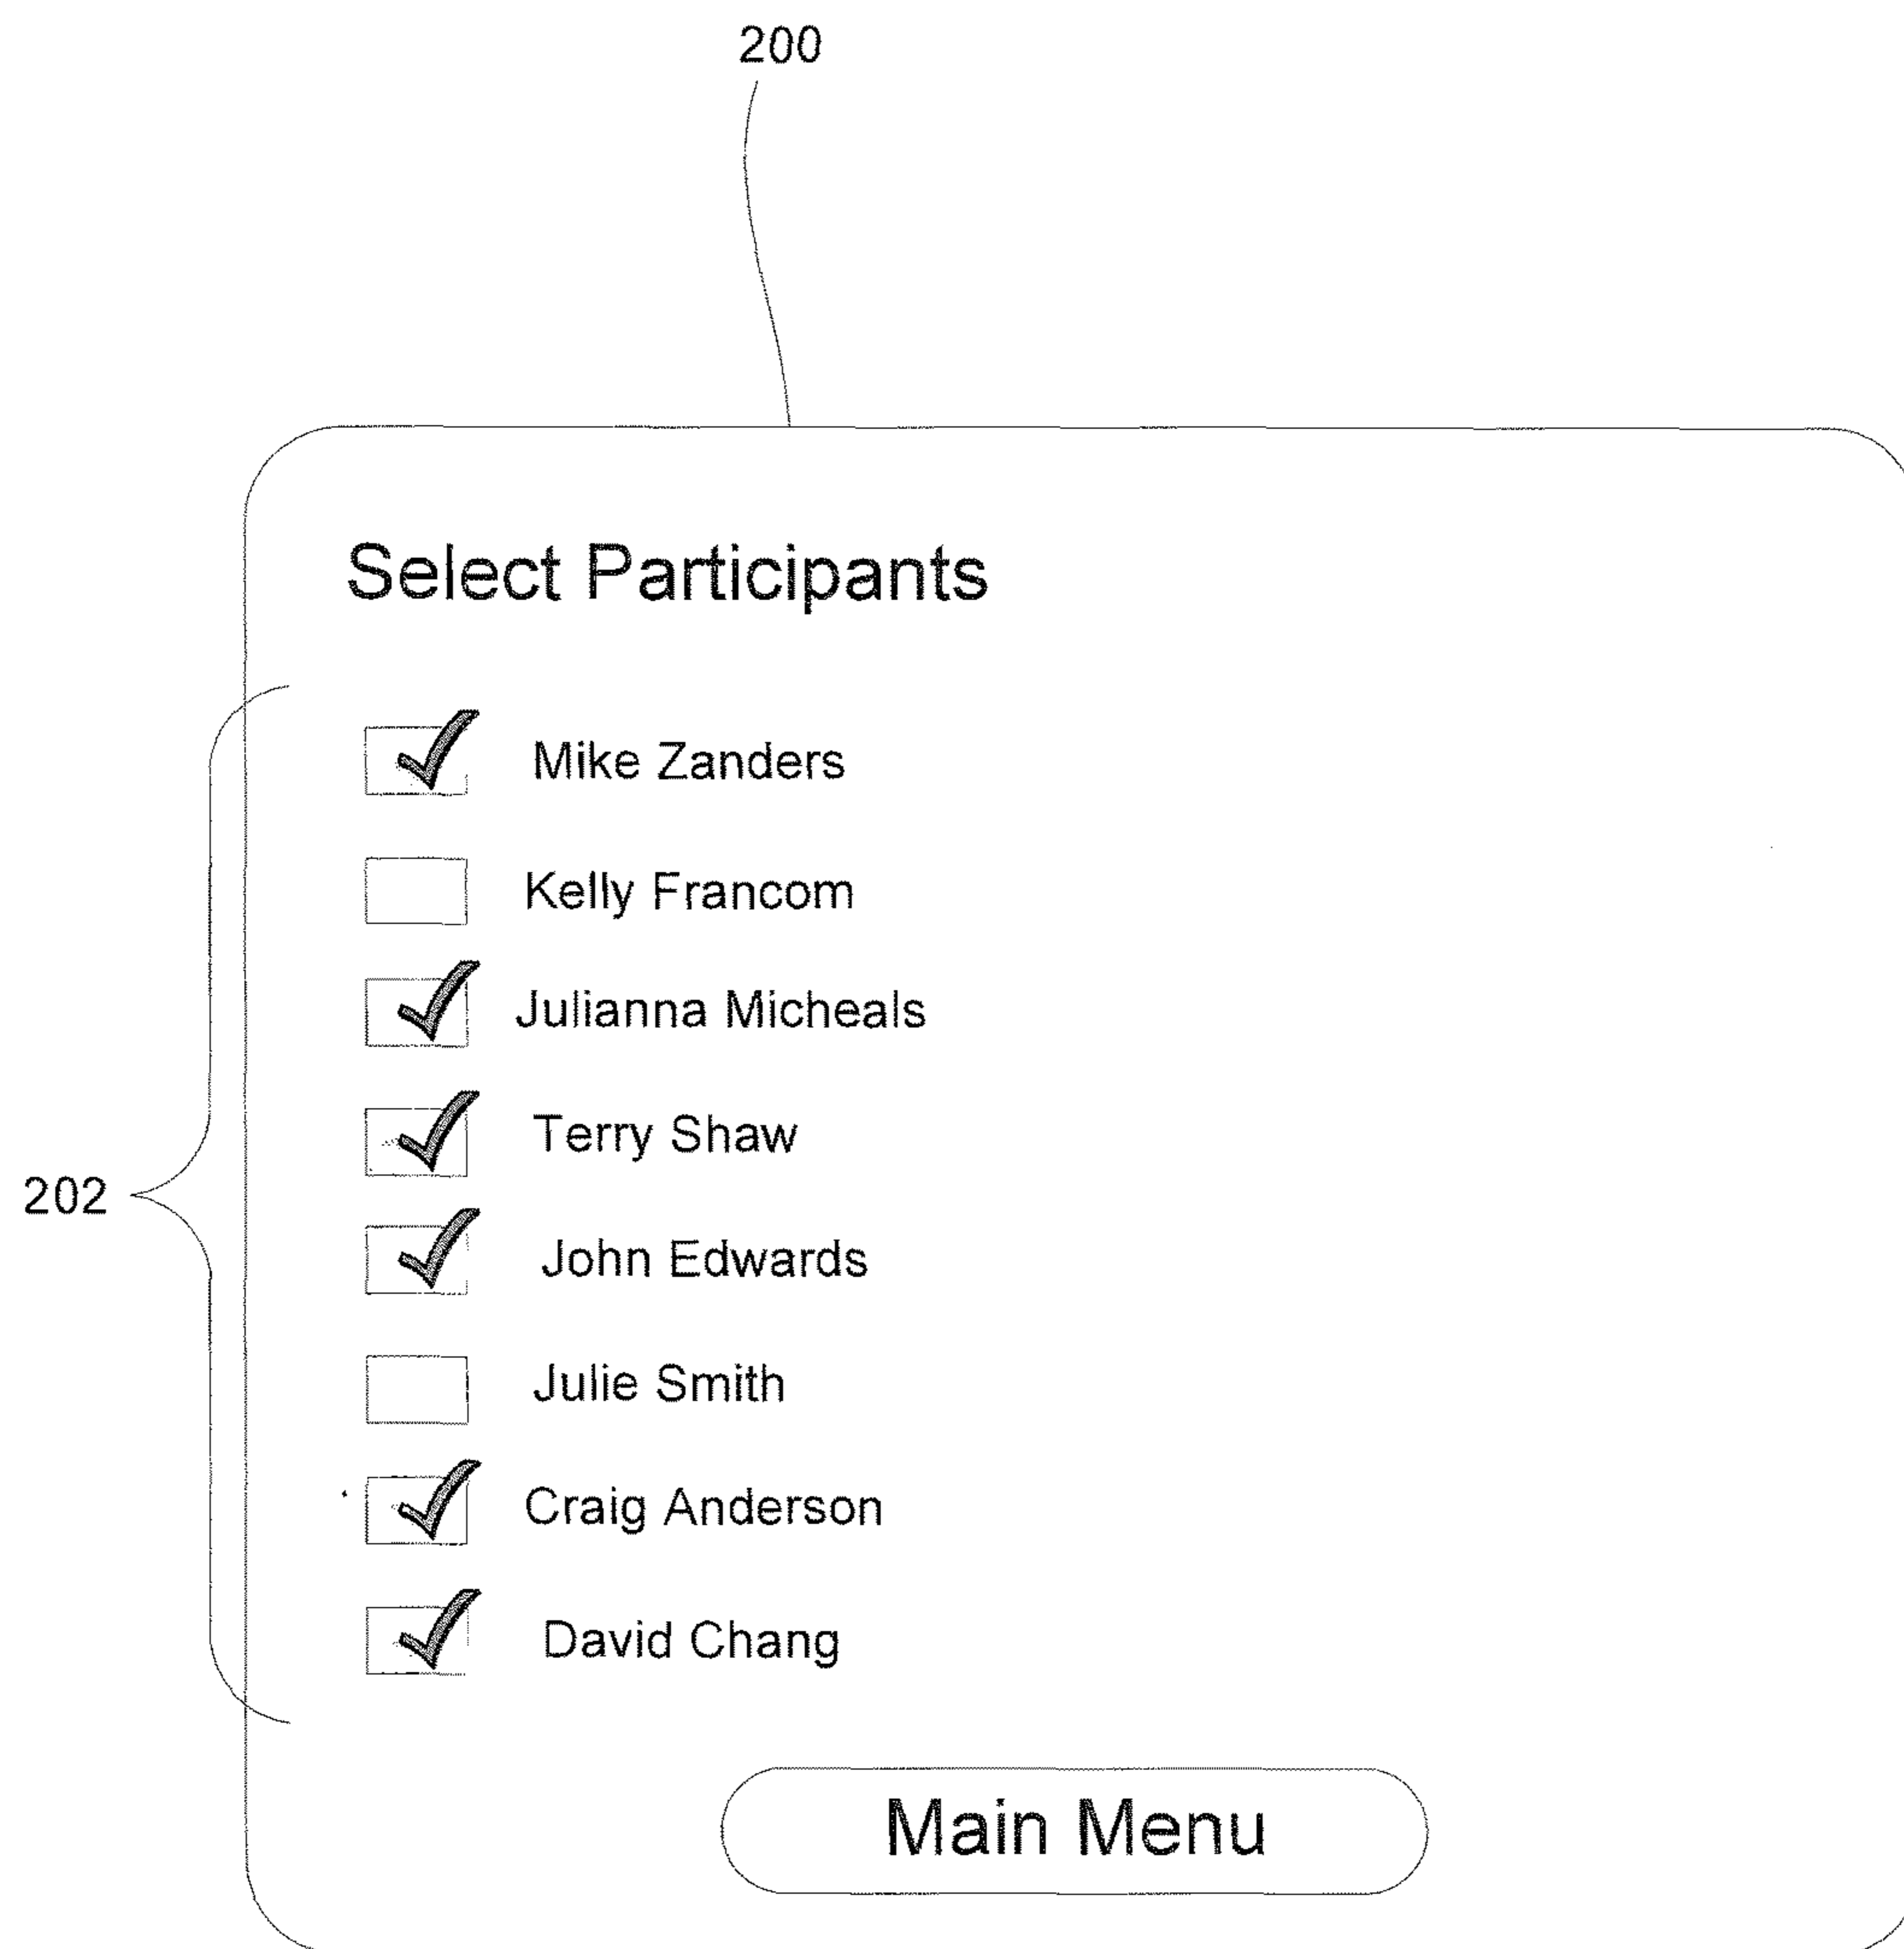 200
Select Participants
Mike Zanders
Kelly Francom
Julianna Micheals
Terry Shaw
202
John Edwards
Julie Smith
Craig Anderson
David Chang
Main Menu